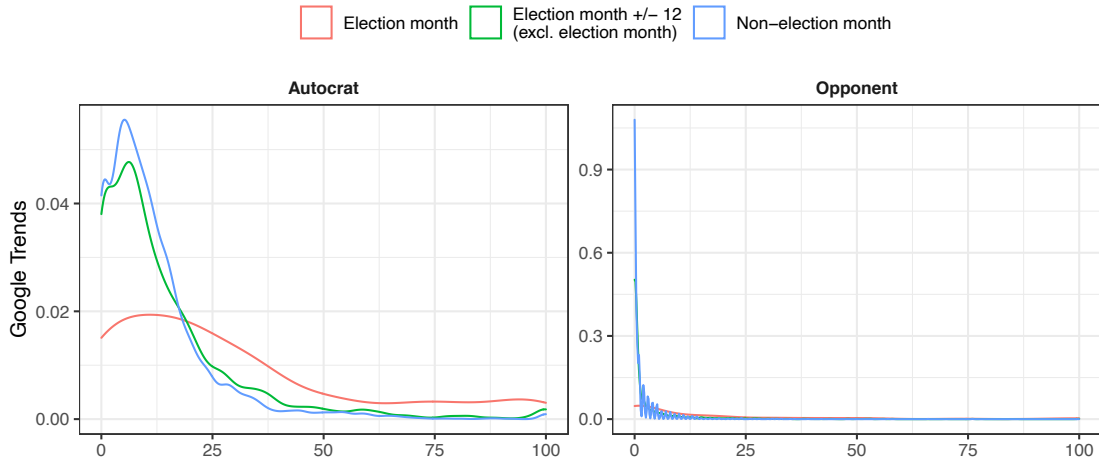 Election month
Election month +/− 12
(excl. election month)
Non−election month
Autocrat
Opponent
Google Trends
0.04
0.02
0.00
0 25 50 75 100
0.9
0.6
0.3
0.0
0 25 50 75 100